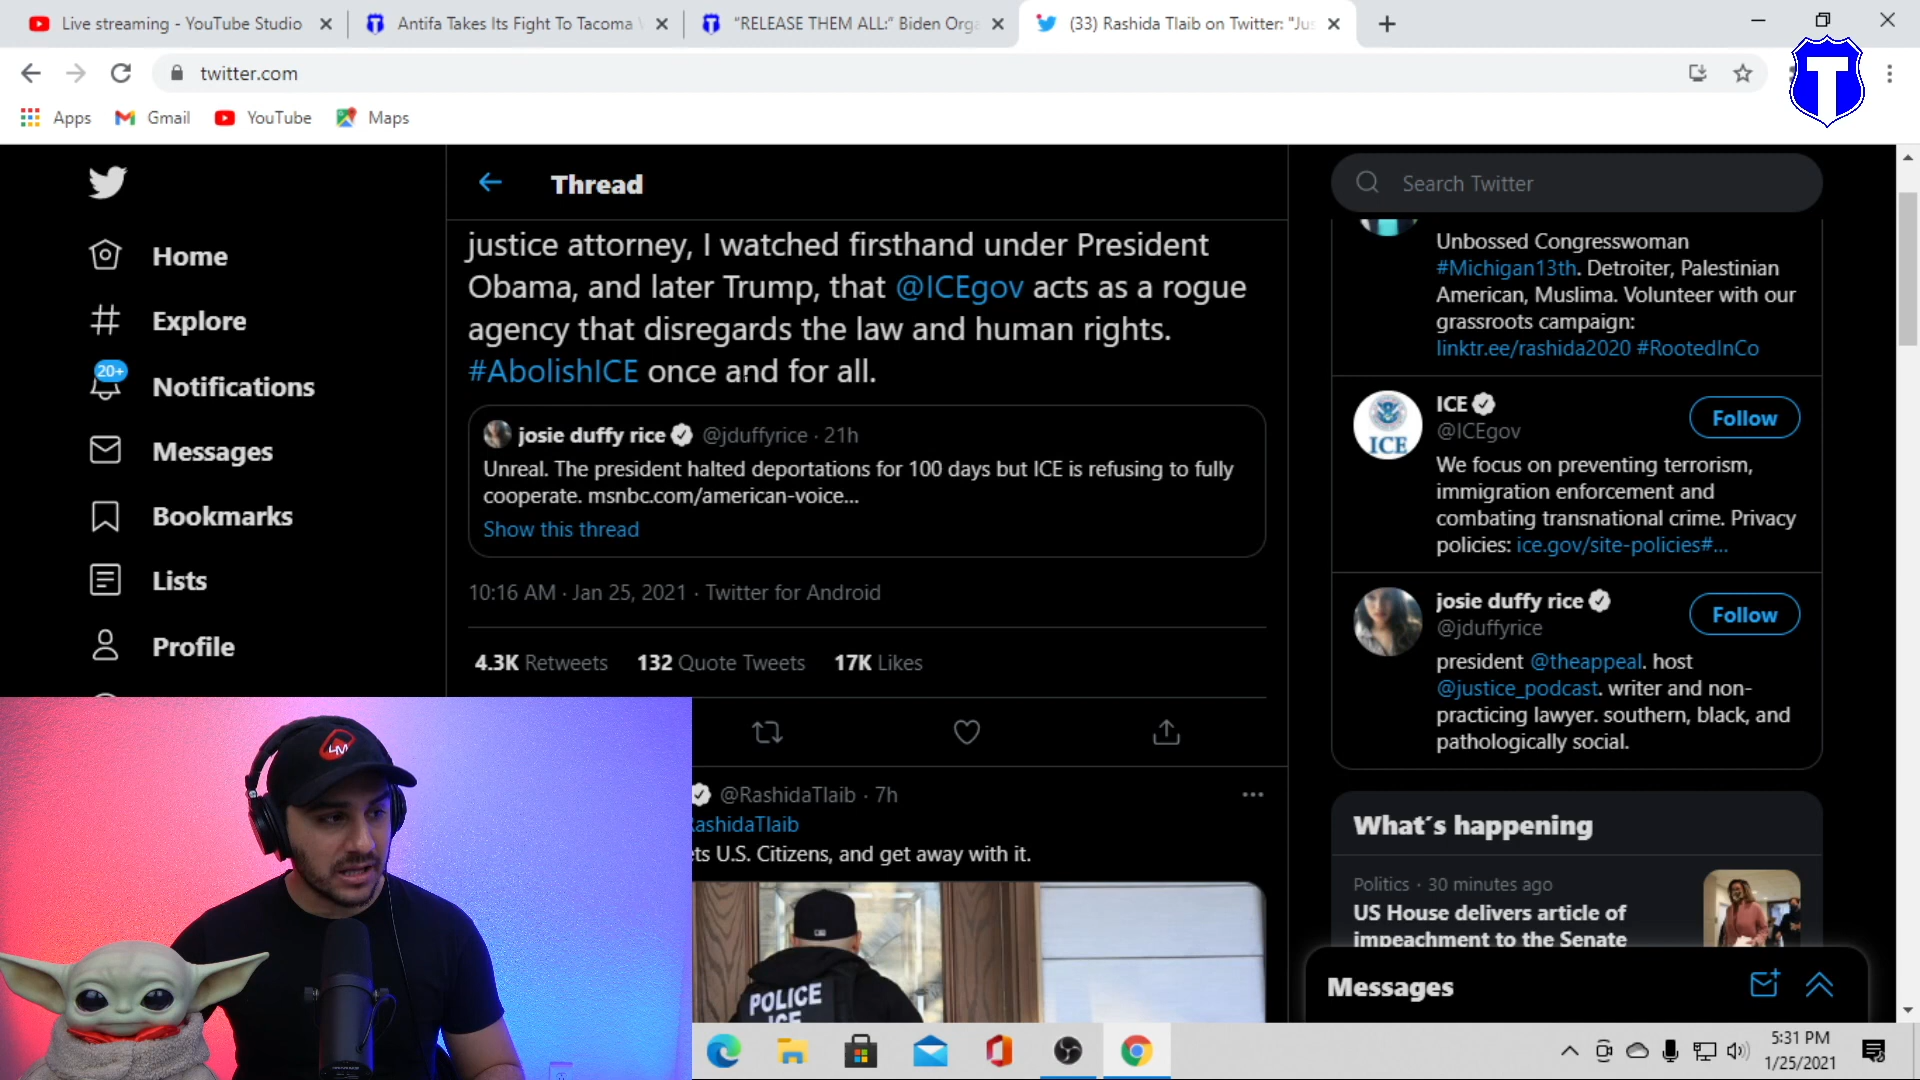 Live streaming - YouTube Studio
Antifa Takes Its Fight To Tacoma
"RELEASE THEM ALL:" Biden Orga
(33) Rashida Tlaib on Twitter: "Jus
T
twitter.com
Apps
Gmail
YouTube
Maps
Home
Explore
20+
Notifications
Messages
Bookmarks
Lists
Profile
Thread
justice attorney, I watched firsthand under President
Obama, and later Trump, that @ICEgov acts as a rogue
agency that disregards the law and human rights.
#AbolishICE once and for all.
josie duffy rice @jduffyrice · 21h
Unreal. The president halted deportations for 100 days but ICE is refusing to fully
cooperate. msnbc.com/american-voice...
Show this thread
10:16 AM · Jan 25, 2021 · Twitter for Android
4.3K Retweets 132 Quote Tweets 17K Likes
@RashidaTlaib · 7h
ashidaTlaib
ets U.S. Citizens, and get away with it.
POLICE
ICE
LM
Search Twitter
Unbossed Congresswoman
#Michigan13th. Detroiter, Palestinian
American, Muslima. Volunteer with our
grassroots campaign:
linktr.ee/rashida2020 #RootedInCo
ICE
ICE
@ICEgov
Follow
We focus on preventing terrorism,
immigration enforcement and
combating transnational crime. Privacy
policies: ice.gov/site-policies#...
josie duffy rice
@jduffyrice
Follow
president @theappeal. host
@justice_podcast. writer and non-
practicing lawyer. southern, black, and
pathologically social.
What's happening
Politics · 30 minutes ago
US House delivers article of
impeachment to the Senate
Messages
5:31 PM
1/25/2021